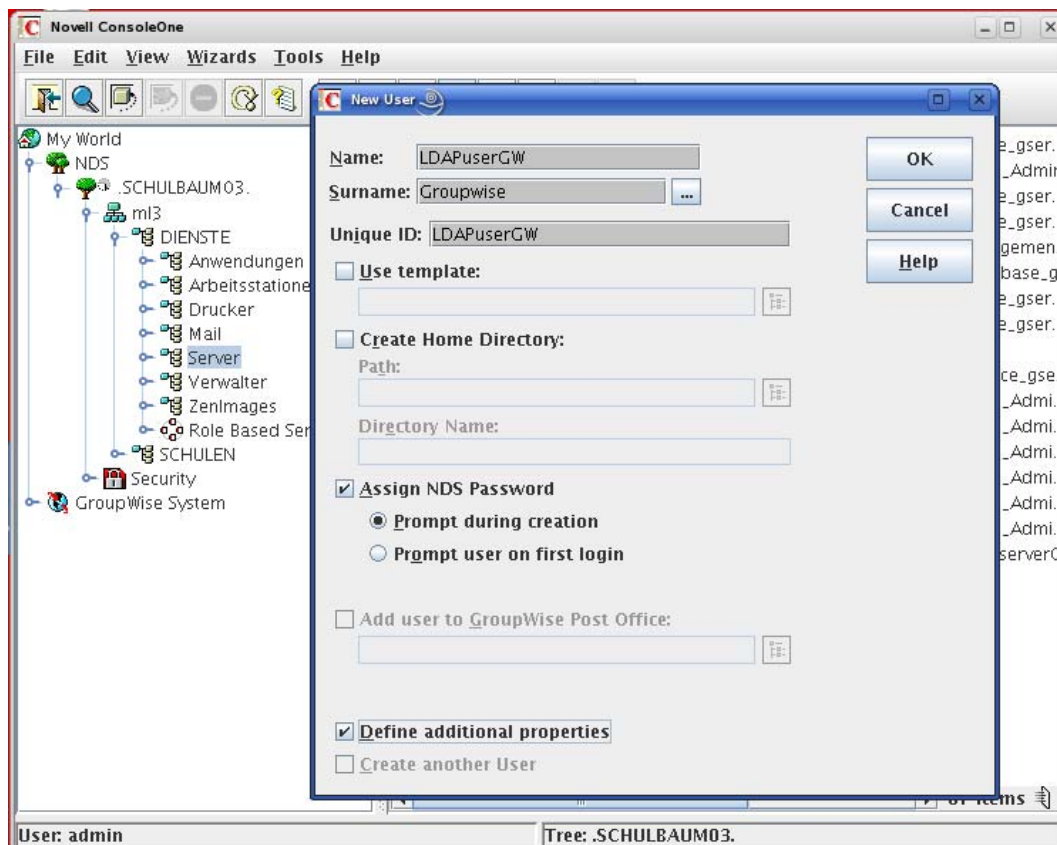 Novell ConsoleOne
File Edit View Wizards Tools Help
My World
NDS
.SCHULBAUM03.
ml3
DIENSTE
Anwendungen
Arbeitsstatione
Drucker
Mail
Server
Verwalter
ZenImages
Role Based Ser
SCHULEN
Security
GroupWise System
New User
Name: LDAPuserGW
Surname: Groupwise
...
Unique ID: LDAPuserGW
Use template:
Create Home Directory:
Path:
Directory Name:
Assign NDS Password
Prompt during creation
Prompt user on first login
Add user to GroupWise Post Office:
Define additional properties
Create another User
OK
Cancel
Help
e_gser.
_Admin
e_gser.
e_gser.
gemen
base_g
e_gser.
e_gser.
ce_gse
_Admi.
_Admi.
_Admi.
_Admi.
_Admi.
_Admi.
items
User: admin
Tree: .SCHULBAUM03.